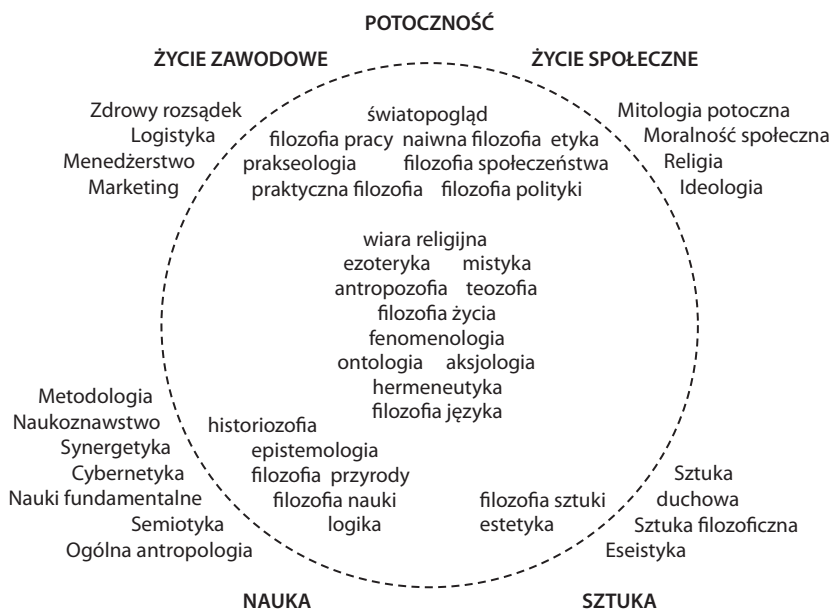 POTOCZNOŚĆ
ŻYCIE ZAWODOWE
ŻYCIE SPOŁECZNE
Zdrowy rozsądek
Logistyka
Menedżerstwo
Marketing
światopogląd
filozofia pracy naiwna filozofia etyka
prakseologia filozofia społeczeństwa
praktyczna filozofia filozofia polityki
Mitologia potoczna
Moralność społeczna
Religia
Ideologia
wiara religijna
ezoteryka mistyka
antropozofia teozofia
filozofia życia
fenomenologia
ontologia aksjologia
hermeneutyka
filozofia języka
Metodologia
Naukoznawstwo
Synergetyka
Cybernetyka
Nauki fundamentalne
Semiotyka
Ogólna antropologia
historiozofia
epistemologia
filozofia przyrody
filozofia nauki
logika
filozofia sztuki
estetyka
Sztuka
duchowa
Sztuka filozoficzna
Eseistyka
NAUKA
SZTUKA